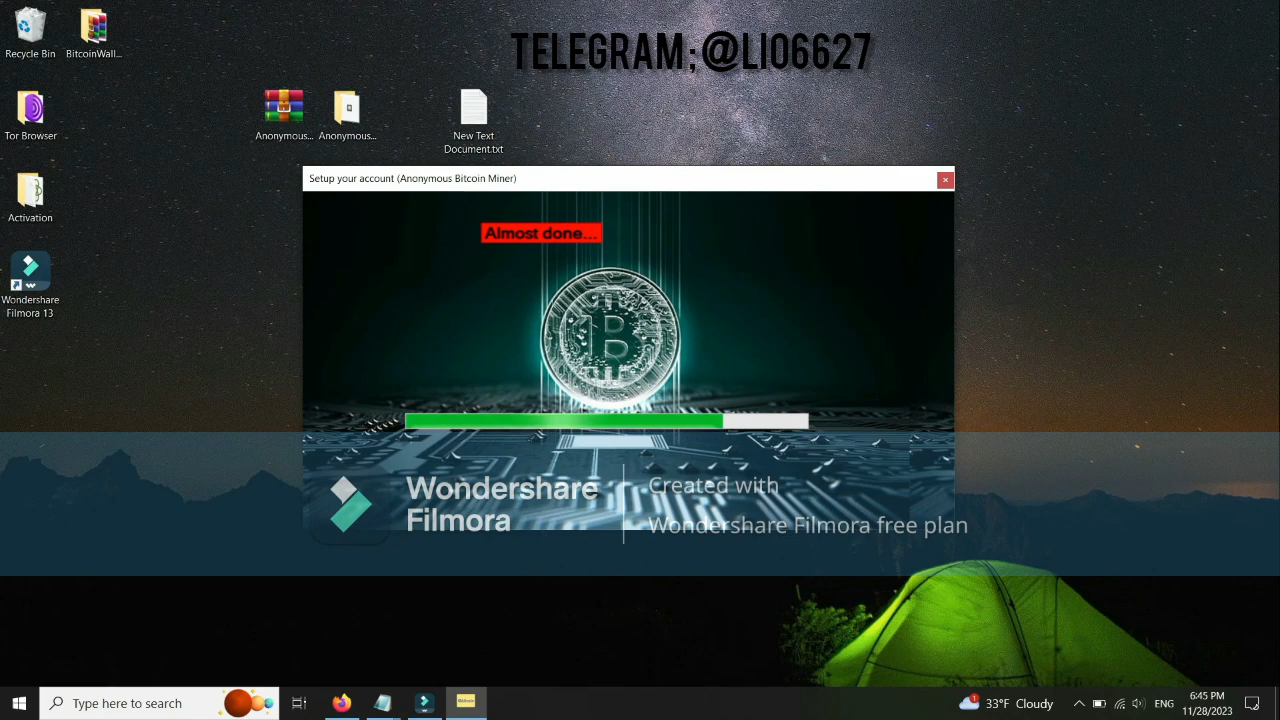 TELEGRAM;@LIO6627
Recycle Bin
BitcoinWall...
Tor Browser
Anonymous...
Anonymous...
New Text
Document.txt
Setup your account (Anonymous Bitcoin Miner)
Activation
Almost done...
Wondershare
Filmora 13
Wondershare
Filmora
Created with
Wondershare Filmora free plan
Type here to search
1
33°F Cloudy
ENG
6:45 PM
11/28/2023